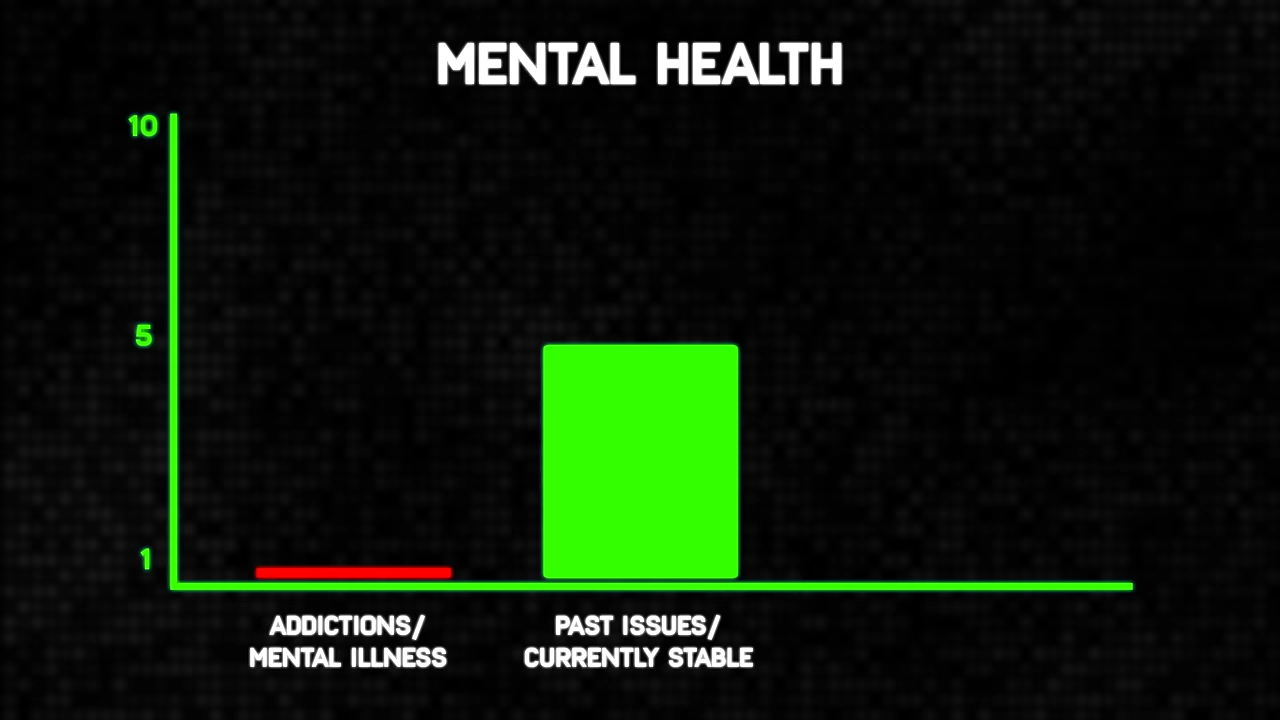 MENTAL HEALTH
10
5
1
ADDICTIONS/
MENTAL ILLNESS
PAST ISSUES/
CURRENTLY STABLE